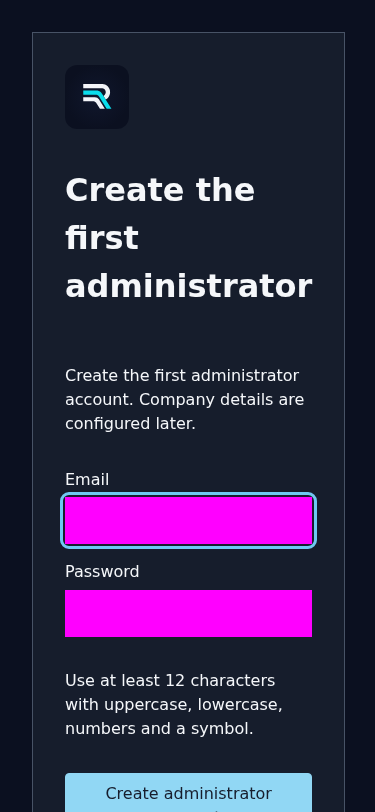 Create the
first
administrator
Create the first administrator
account. Company details are
configured later.
Email
Password
Use at least 12 characters
with uppercase, lowercase,
numbers and a symbol.
Create administrator